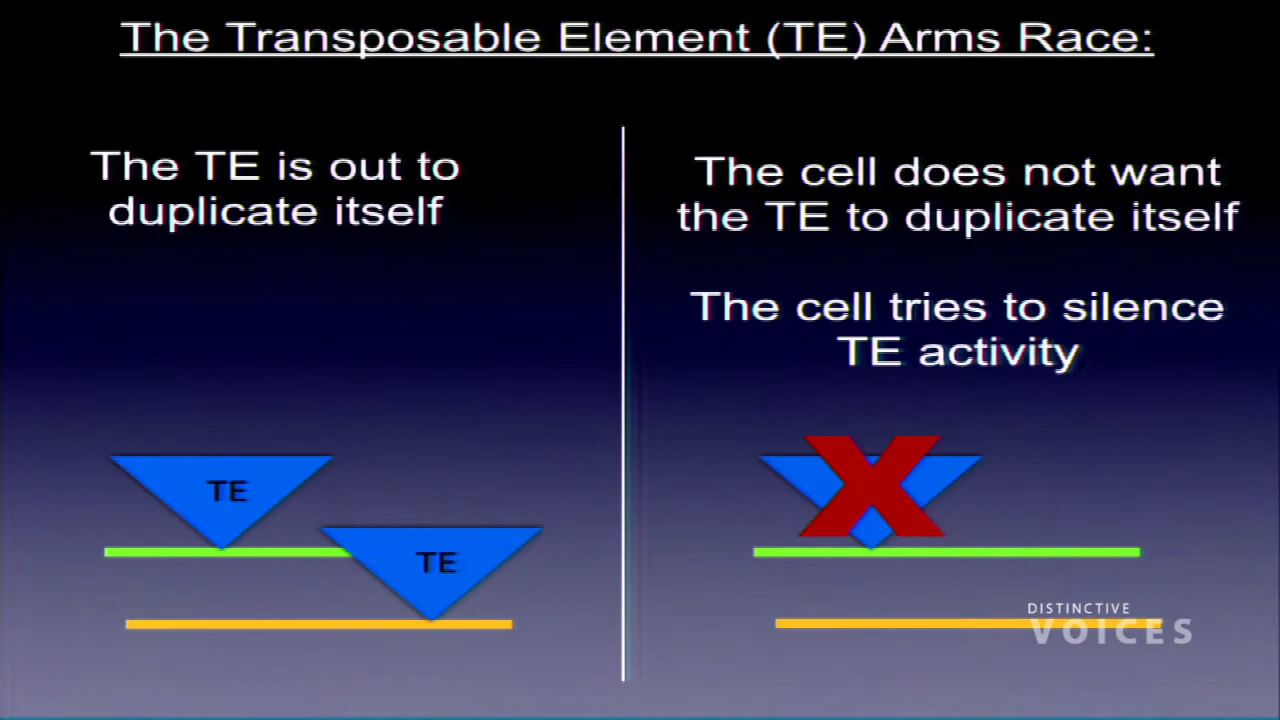 The Transposable Element (TE) Arms Race:
The TE is out to
duplicate itself
The cell does not want
the TE to duplicate itself
The cell tries to silence
TE activity
TE
TE
DISTINCTIVE
VOICES